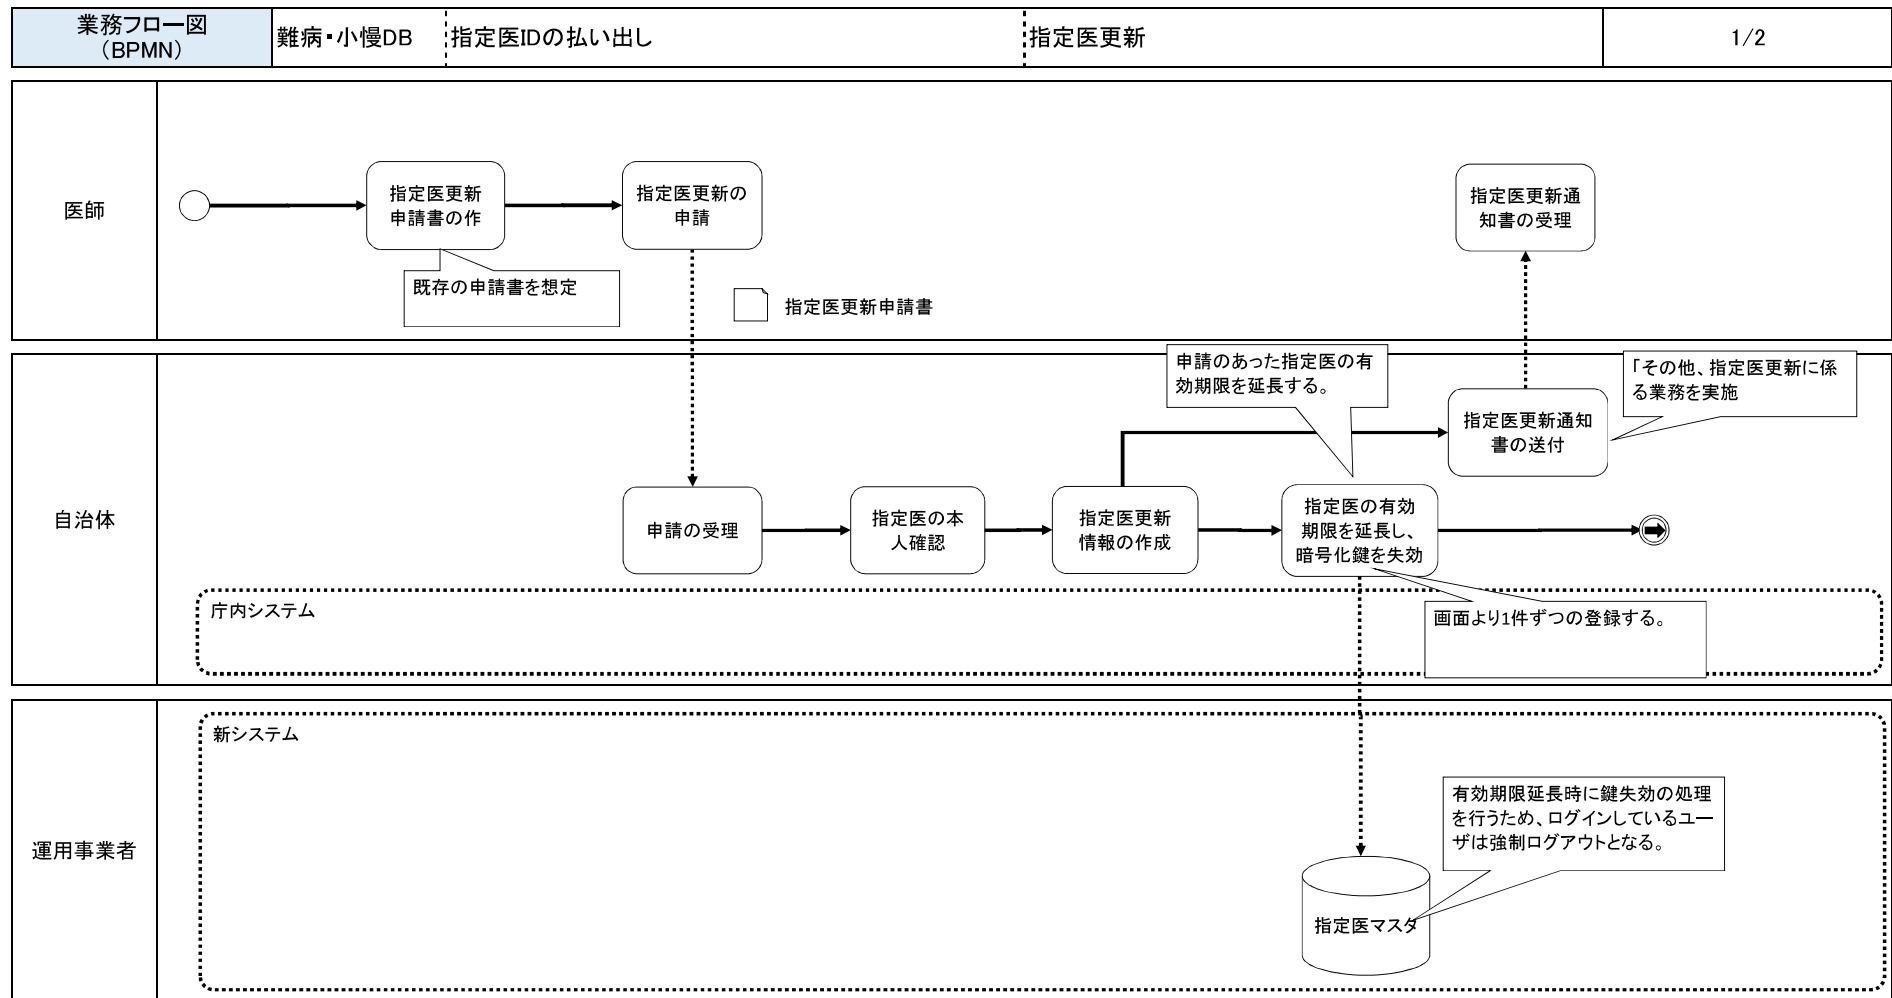 業務フロー図
（BPMN）
難病・小慢DB
指定医IDの払い出し
指定医更新
1/2
医師
指定医更新
申請書の作
指定医更新の
申請
指定医更新通
知書の受理
既存の申請書を想定
指定医更新申請書
自治体
申請のあった指定医の有
効期限を延長する。
「その他、指定医更新に係
る業務を実施
指定医更新通知
書の送付
申請の受理
指定医の本
人確認
指定医更新
情報の作成
指定医の有効
期限を延長し、
暗号化鍵を失効
庁内システム
画面より1件ずつの登録する。
運用事業者
新システム
有効期限延長時に鍵失効の処理
を行うため、ログインしているユー
ザは強制ログアウトとなる。
指定医マスタ